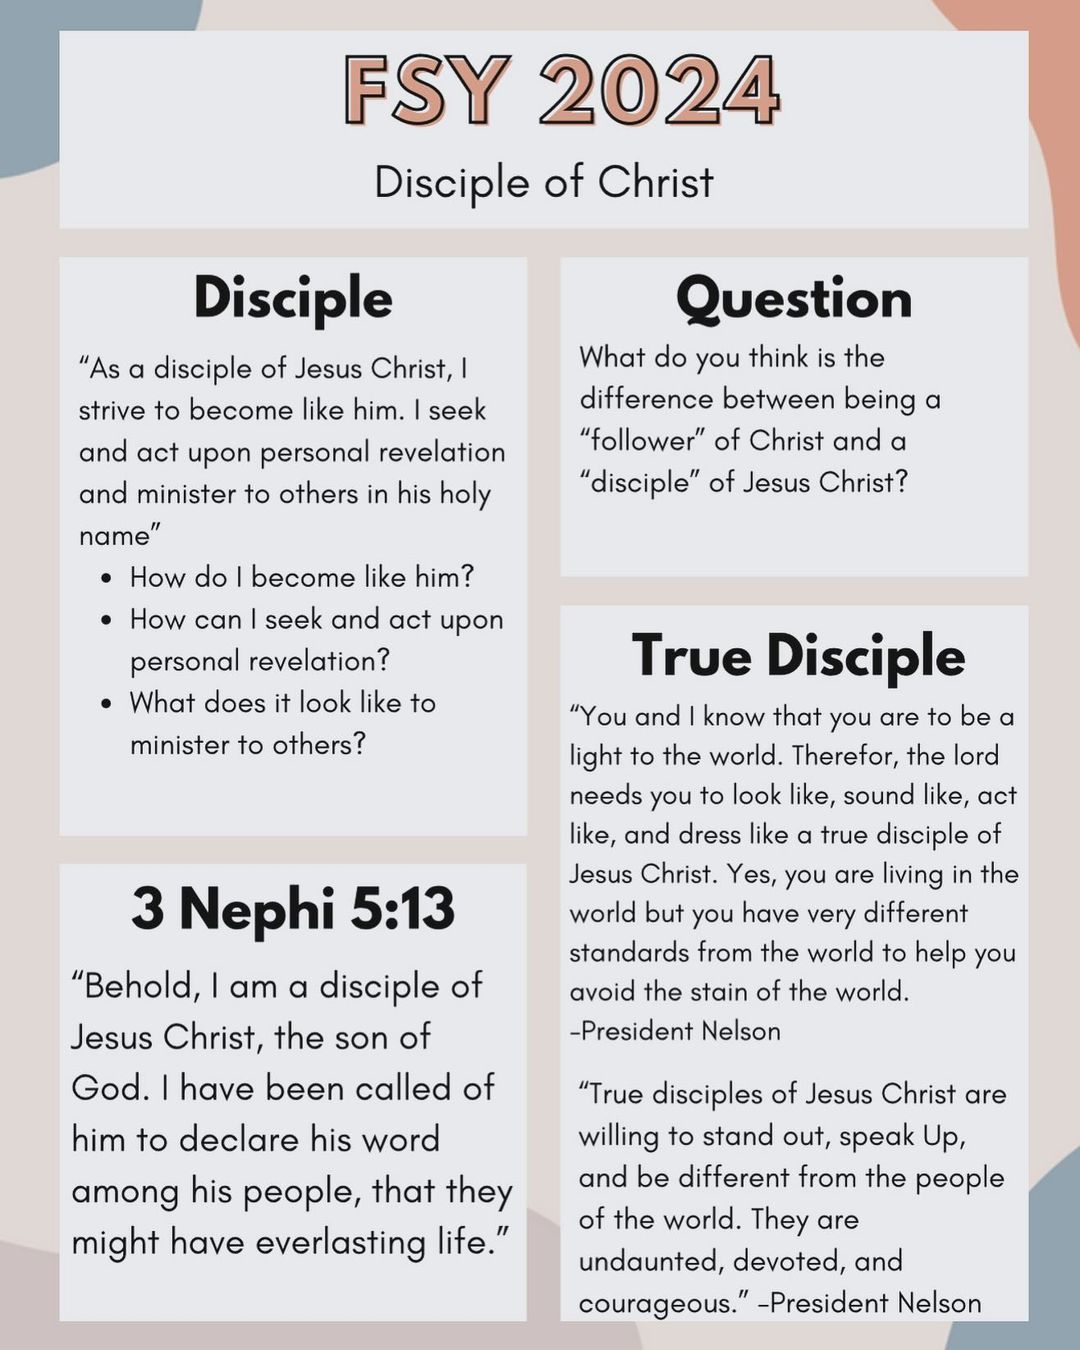 FSY 2024
Disciple of Christ
Disciple
“As a disciple of Jesus Christ, I
strive to become like him. I seek
and act upon personal revelation
and minister to others in his holy
name”
• How do I become like him?
• How can I seek and act upon
personal revelation?
• What does it look like to
minister to others?
3 Nephi 5:13
“Behold, I am a disciple of
Jesus Christ, the son of
God. I have been called of
him to declare his word
among his people, that they
might have everlasting life.”
Question
What do you think is the
difference between being a
“follower” of Christ and a
“disciple” of Jesus Christ?
True Disciple
“You and I know that you are to be a
light to the world. Therefor, the lord
needs you to look like, sound like, act
like, and dress like a true disciple of
Jesus Christ. Yes, you are living in the
world but you have very different
standards from the world to help you
avoid the stain of the world.
-President Nelson
“True disciples of Jesus Christ are
willing to stand out, speak Up,
and be different from the people
of the world. They are
undaunted, devoted, and
courageous.” -President Nelson